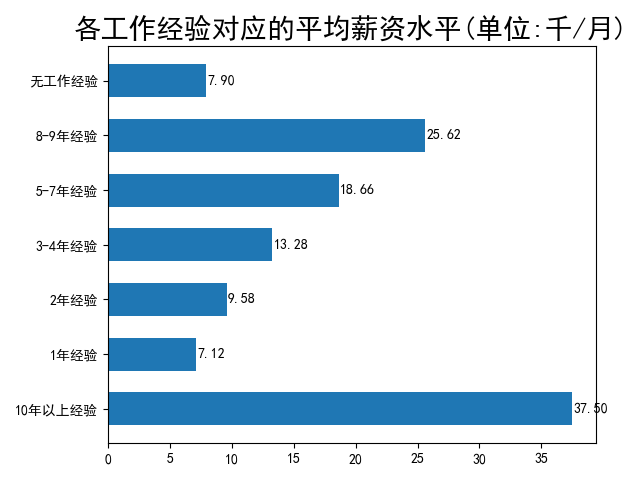 各工作经验对应的平均薪资水平(单位:千/月)
无工作经验 7.90
8-9年经验 25.62
5-7年经验 18.66
3-4年经验 13.28
2年经验 9.58
1年经验 7.12
10年以上经验 37.50
0 5 10 15 20 25 30 35